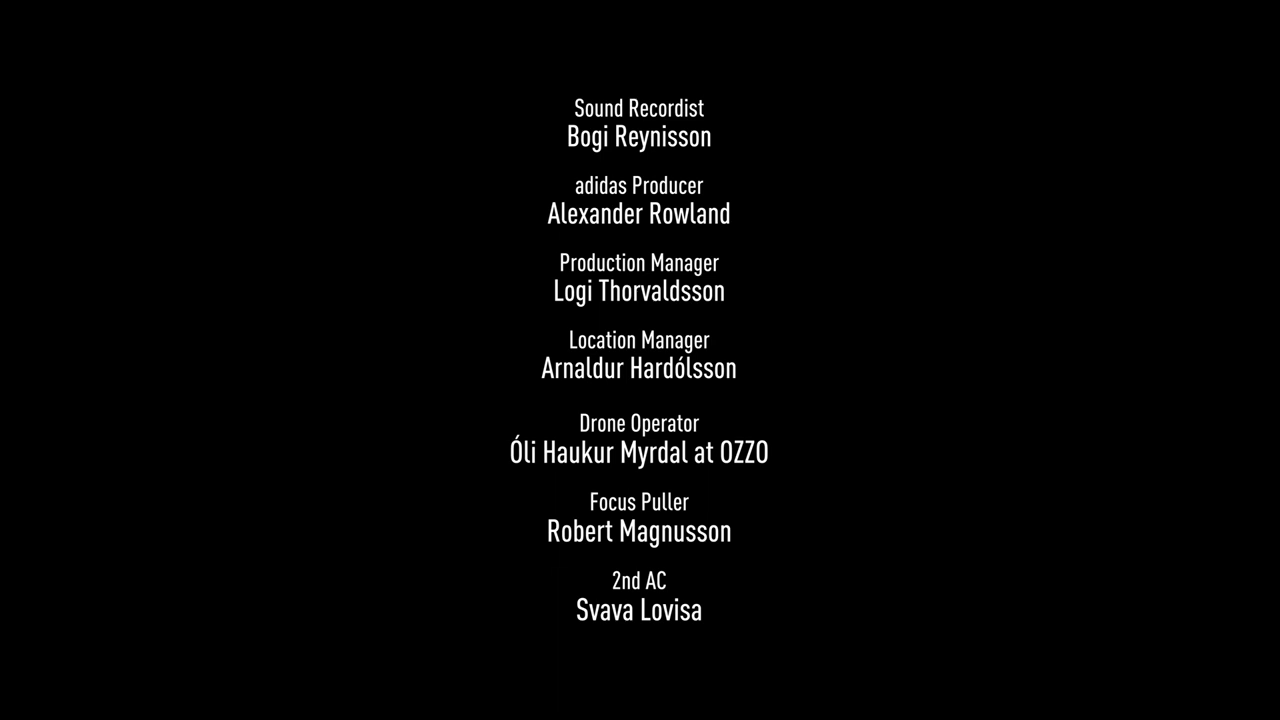 Sound Recordist
Bogi Reynisson
adidas Producer
Alexander Rowland
Production Manager
Logi Thorvaldsson
Location Manager
Arnaldur Hardólsson
Drone Operator
Óli Haukur Myrdal at OZZO
Focus Puller
Robert Magnusson
2nd AC
Svava Lovisa